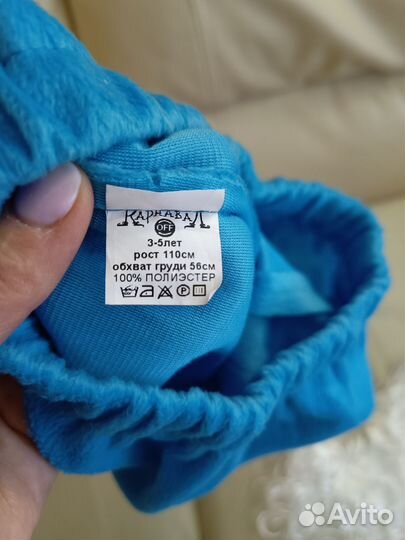 КАРНАВАЛ
OFF
3-5лет
рост 110см
обхват груди 56см
100% ПОЛИЭСТЕР
Avito